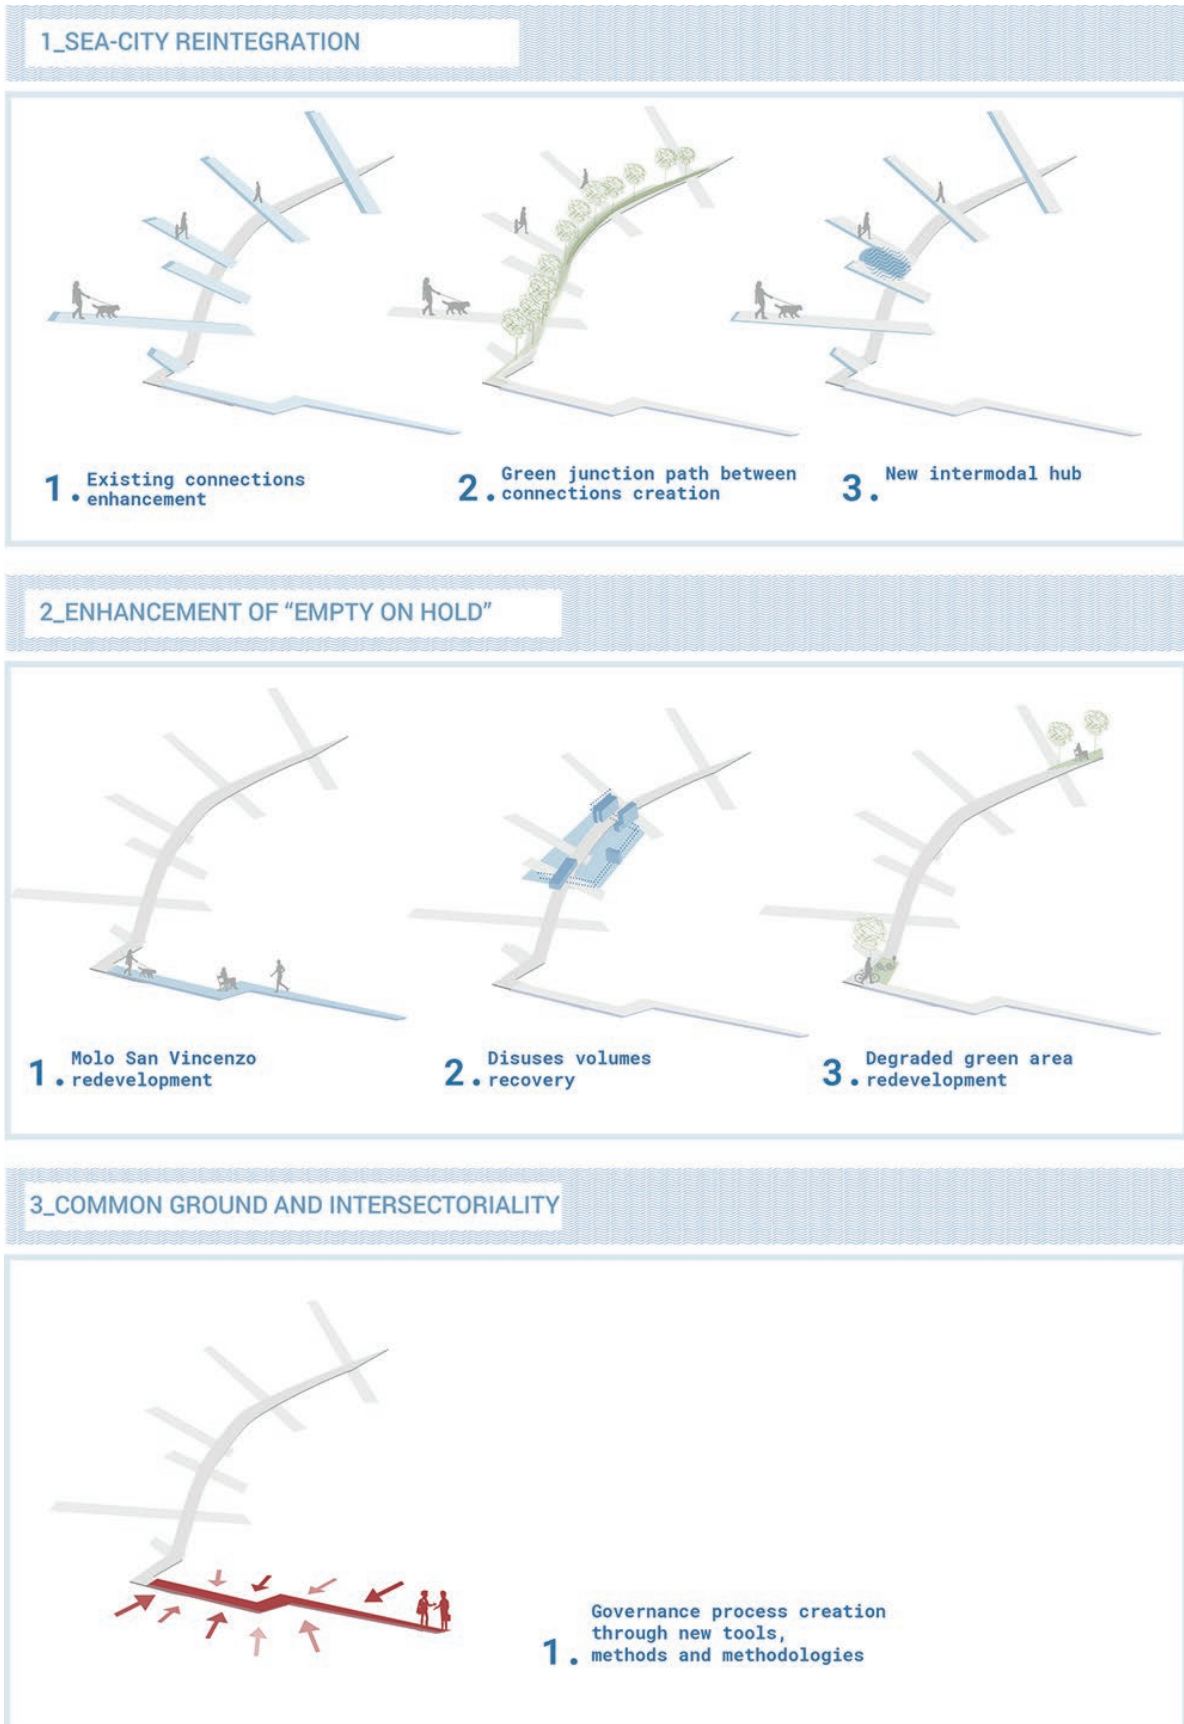 1_SEA-CITY REINTEGRATION
1. Existing connections
enhancement
2. Green junction path between
connections creation
3. New intermodal hub
2_ENHANCEMENT OF “EMPTY ON HOLD”
1. Molo San Vincenzo
redevelopment
2. Disuses volumes
recovery
3. Degraded green area
redevelopment
3_COMMON GROUND AND INTERSECTORIALITY
1. Governance process creation
through new tools,
methods and methodologies